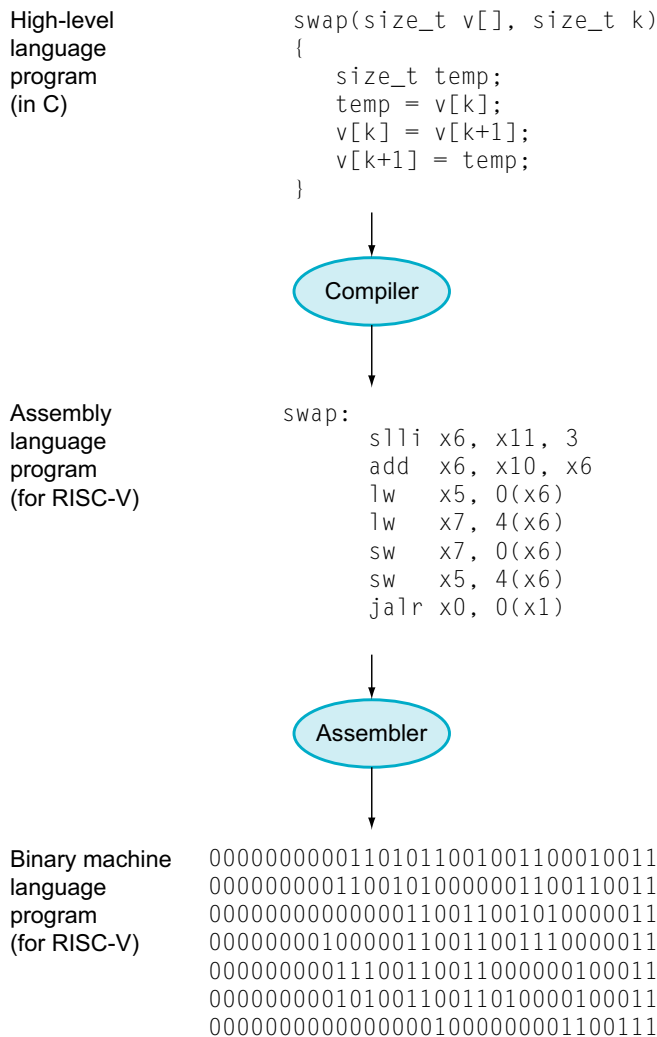 High-level
language
program
(in C)
swap(size_t v[], size_t k)
{
   size_t temp;
   temp = v[k];
   v[k] = v[k+1];
   v[k+1] = temp;
}
Compiler
Assembly
language
program
(for RISC-V)
swap:
      slli x6, x11, 3
      add  x6, x10, x6
      lw   x5, 0(x6)
      lw   x7, 4(x6)
      sw   x7, 0(x6)
      sw   x5, 4(x6)
      jalr x0, 0(x1)
Assembler
Binary machine
language
program
(for RISC-V)
00000000001101011001001100010011
00000000011001010000001100110011
00000000000000110011001010000011
00000000100000110011001110000011
00000000011100110011000000100011
00000000010100110011010000100011
00000000000000001000000001100111